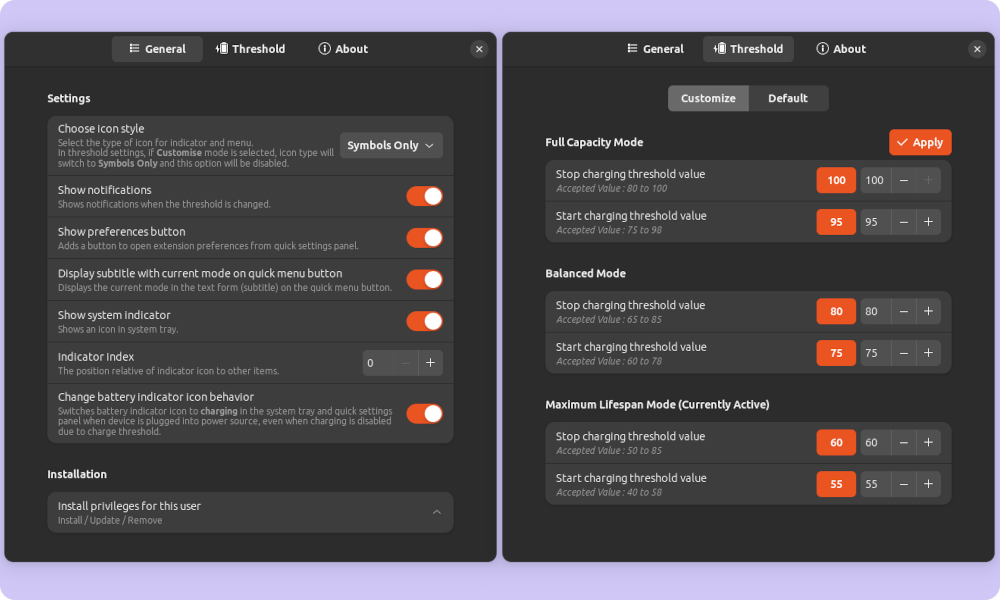 General
Threshold
About
Settings
Choose Icon style
Select the type of icon for indicator and menu.
In threshold settings, if Customise mode is selected, icon type will
switch to Symbols Only and this option will be disabled.
Symbols Only
Show notifications
Shows notifications when the threshold is changed.
Show preferences button
Adds a button to open extension preferences from quick settings panel.
Display subtitle with current mode on quick menu button
Displays the current mode in the text form (subtitle) on the quick menu button.
Show system indicator
Shows an icon in system tray.
Indicator Index
The position relative of indicator icon to other items.
0
Change battery indicator icon behavior
Switches battery indicator icon to charging in the system tray and quick settings
panel when device is plugged into power source, even when charging is disabled
due to charge threshold.
Installation
Install privileges for this user
Install / Update / Remove
General
Threshold
About
Customize
Default
Full Capacity Mode
Apply
Stop charging threshold value
Accepted Value : 80 to 100
100
100
Start charging threshold value
Accepted Value : 75 to 98
95
95
Balanced Mode
Stop charging threshold value
Accepted Value : 65 to 85
80
80
Start charging threshold value
Accepted Value : 60 to 78
75
75
Maximum Lifespan Mode (Currently Active)
Stop charging threshold value
Accepted Value : 50 to 85
60
60
Start charging threshold value
Accepted Value : 40 to 58
55
55